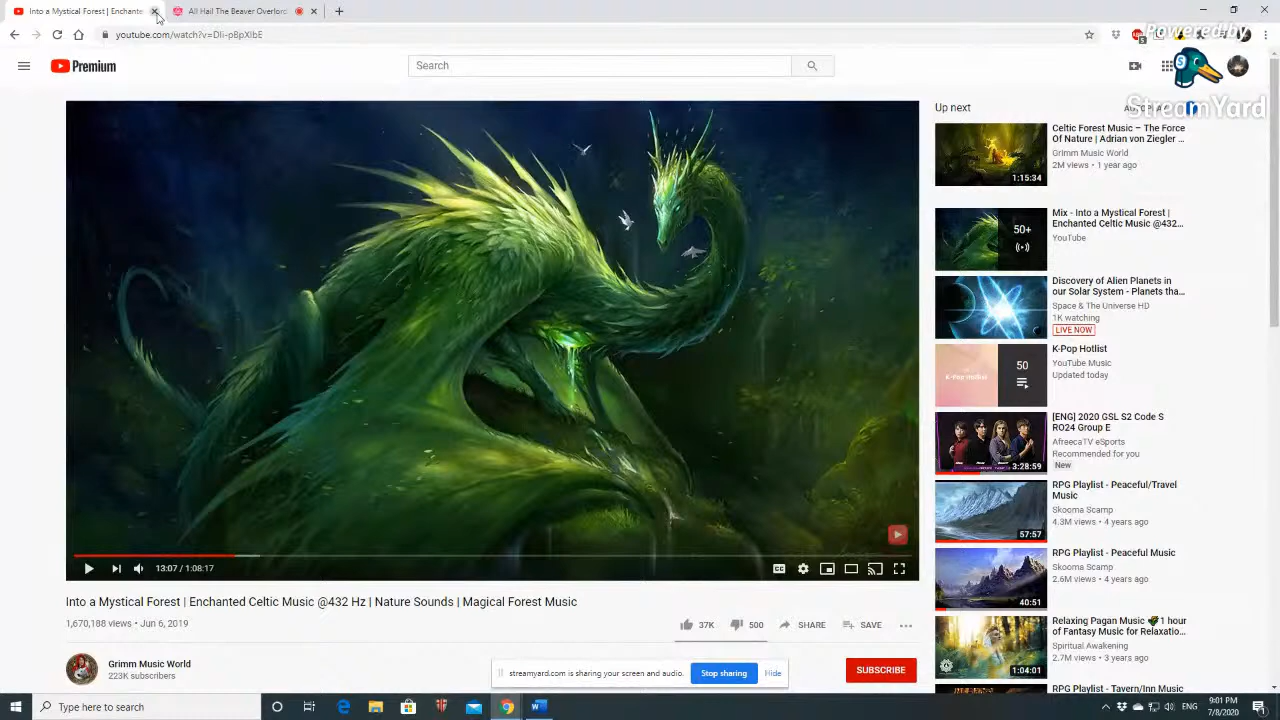 Into a Mystical Forest | Enchante
All Hail The Beaver Overlord
youtube.com/watch?v=Dli-pBpXIbE
Powered by
StreamYard
Premium
Search
Up next
AUTOPLAY
Celtic Forest Music – The Force
Of Nature | Adrian von Ziegler ...
Grimm Music World
2M views • 1 year ago
1:15:34
Mix - Into a Mystical Forest |
Enchanted Celtic Music @432...
YouTube
50+
Discovery of Alien Planets in
our Solar System - Planets tha...
Space & The Universe HD
1K watching
LIVE NOW
K-Pop Hotlist
YouTube Music
Updated today
50
K-Pop Hotlist
[ENG] 2020 GSL S2 Code S
RO24 Group E
AfreecaTV eSports
Recommended for you
New
3:28:59
RPG Playlist - Peaceful/Travel
Music
Skooma Scamp
4.3M views • 4 years ago
57:57
RPG Playlist - Peaceful Music
Skooma Scamp
2.6M views • 4 years ago
40:51
Relaxing Pagan Music 🌿1 hour
of Fantasy Music for Relaxatio...
Spiritual Awakening
2.7M views • 3 years ago
1:04:01
RPG Playlist - Tavern/Inn Music
13:07 / 1:08:17
CC
Into a Mystical Forest | Enchanted Celtic Music @432 Hz | Nature Sounds | Magical Forest Music
1,670,188 views • Jun 6, 2019
37K
500
SHARE
SAVE
Grimm Music World
223K subscribers
streamyard.com is sharing your screen and audio.
Stop sharing
Hide
SUBSCRIBE
Type here to search
ENG
9:01 PM
7/8/2020